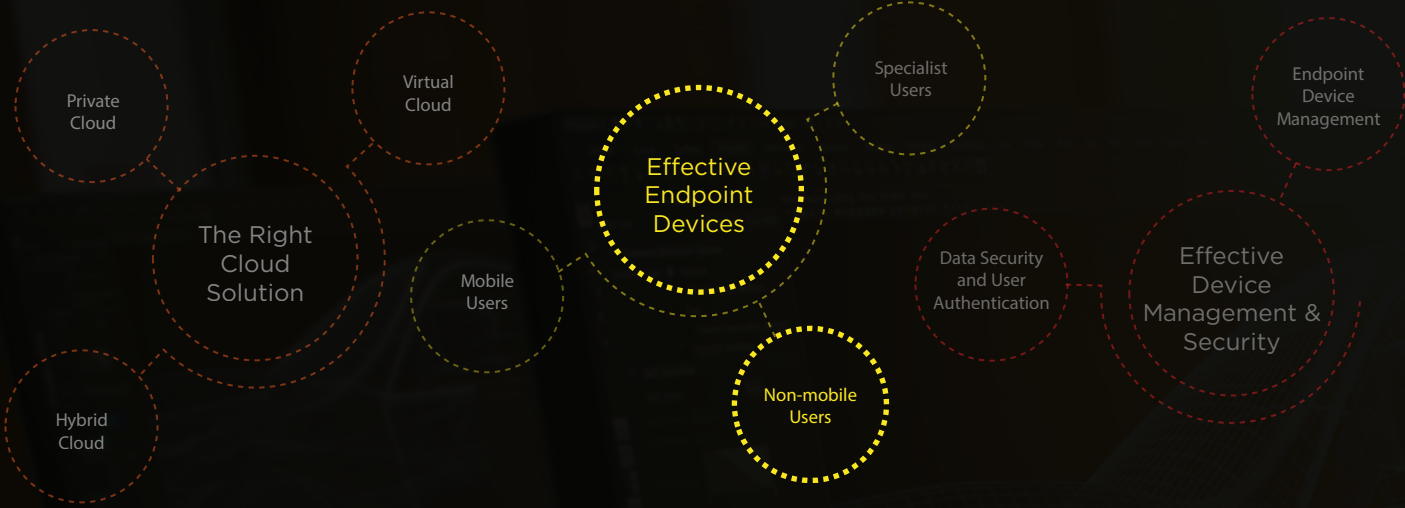 Private
Cloud
Virtual
Cloud
The Right
Cloud
Solution
Hybrid
Cloud
Mobile
Users
Effective
Endpoint
Devices
Specialist
Users
Non-mobile
Users
Data Security
and User
Authentication
Endpoint
Device
Management
Effective
Device
Management &
Security